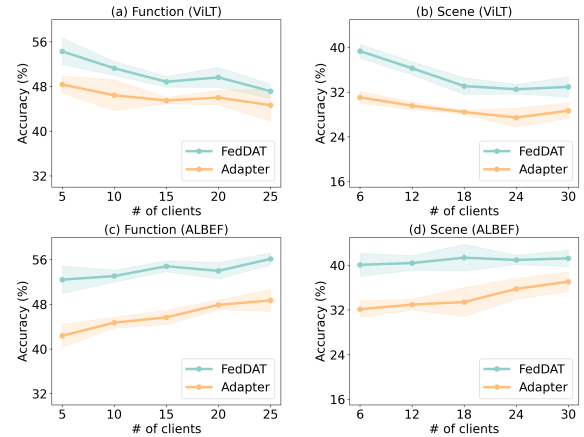 (a) Function (ViLT)
Accuracy (%)
56
48
40
32
FedDAT
Adapter
5 10 15 20 25
# of clients
(b) Scene (ViLT)
Accuracy (%)
40
32
24
16
FedDAT
Adapter
6 12 18 24 30
# of clients
(c) Function (ALBEF)
Accuracy (%)
56
48
40
32
FedDAT
Adapter
5 10 15 20 25
# of clients
(d) Scene (ALBEF)
Accuracy (%)
40
32
24
16
FedDAT
Adapter
6 12 18 24 30
# of clients